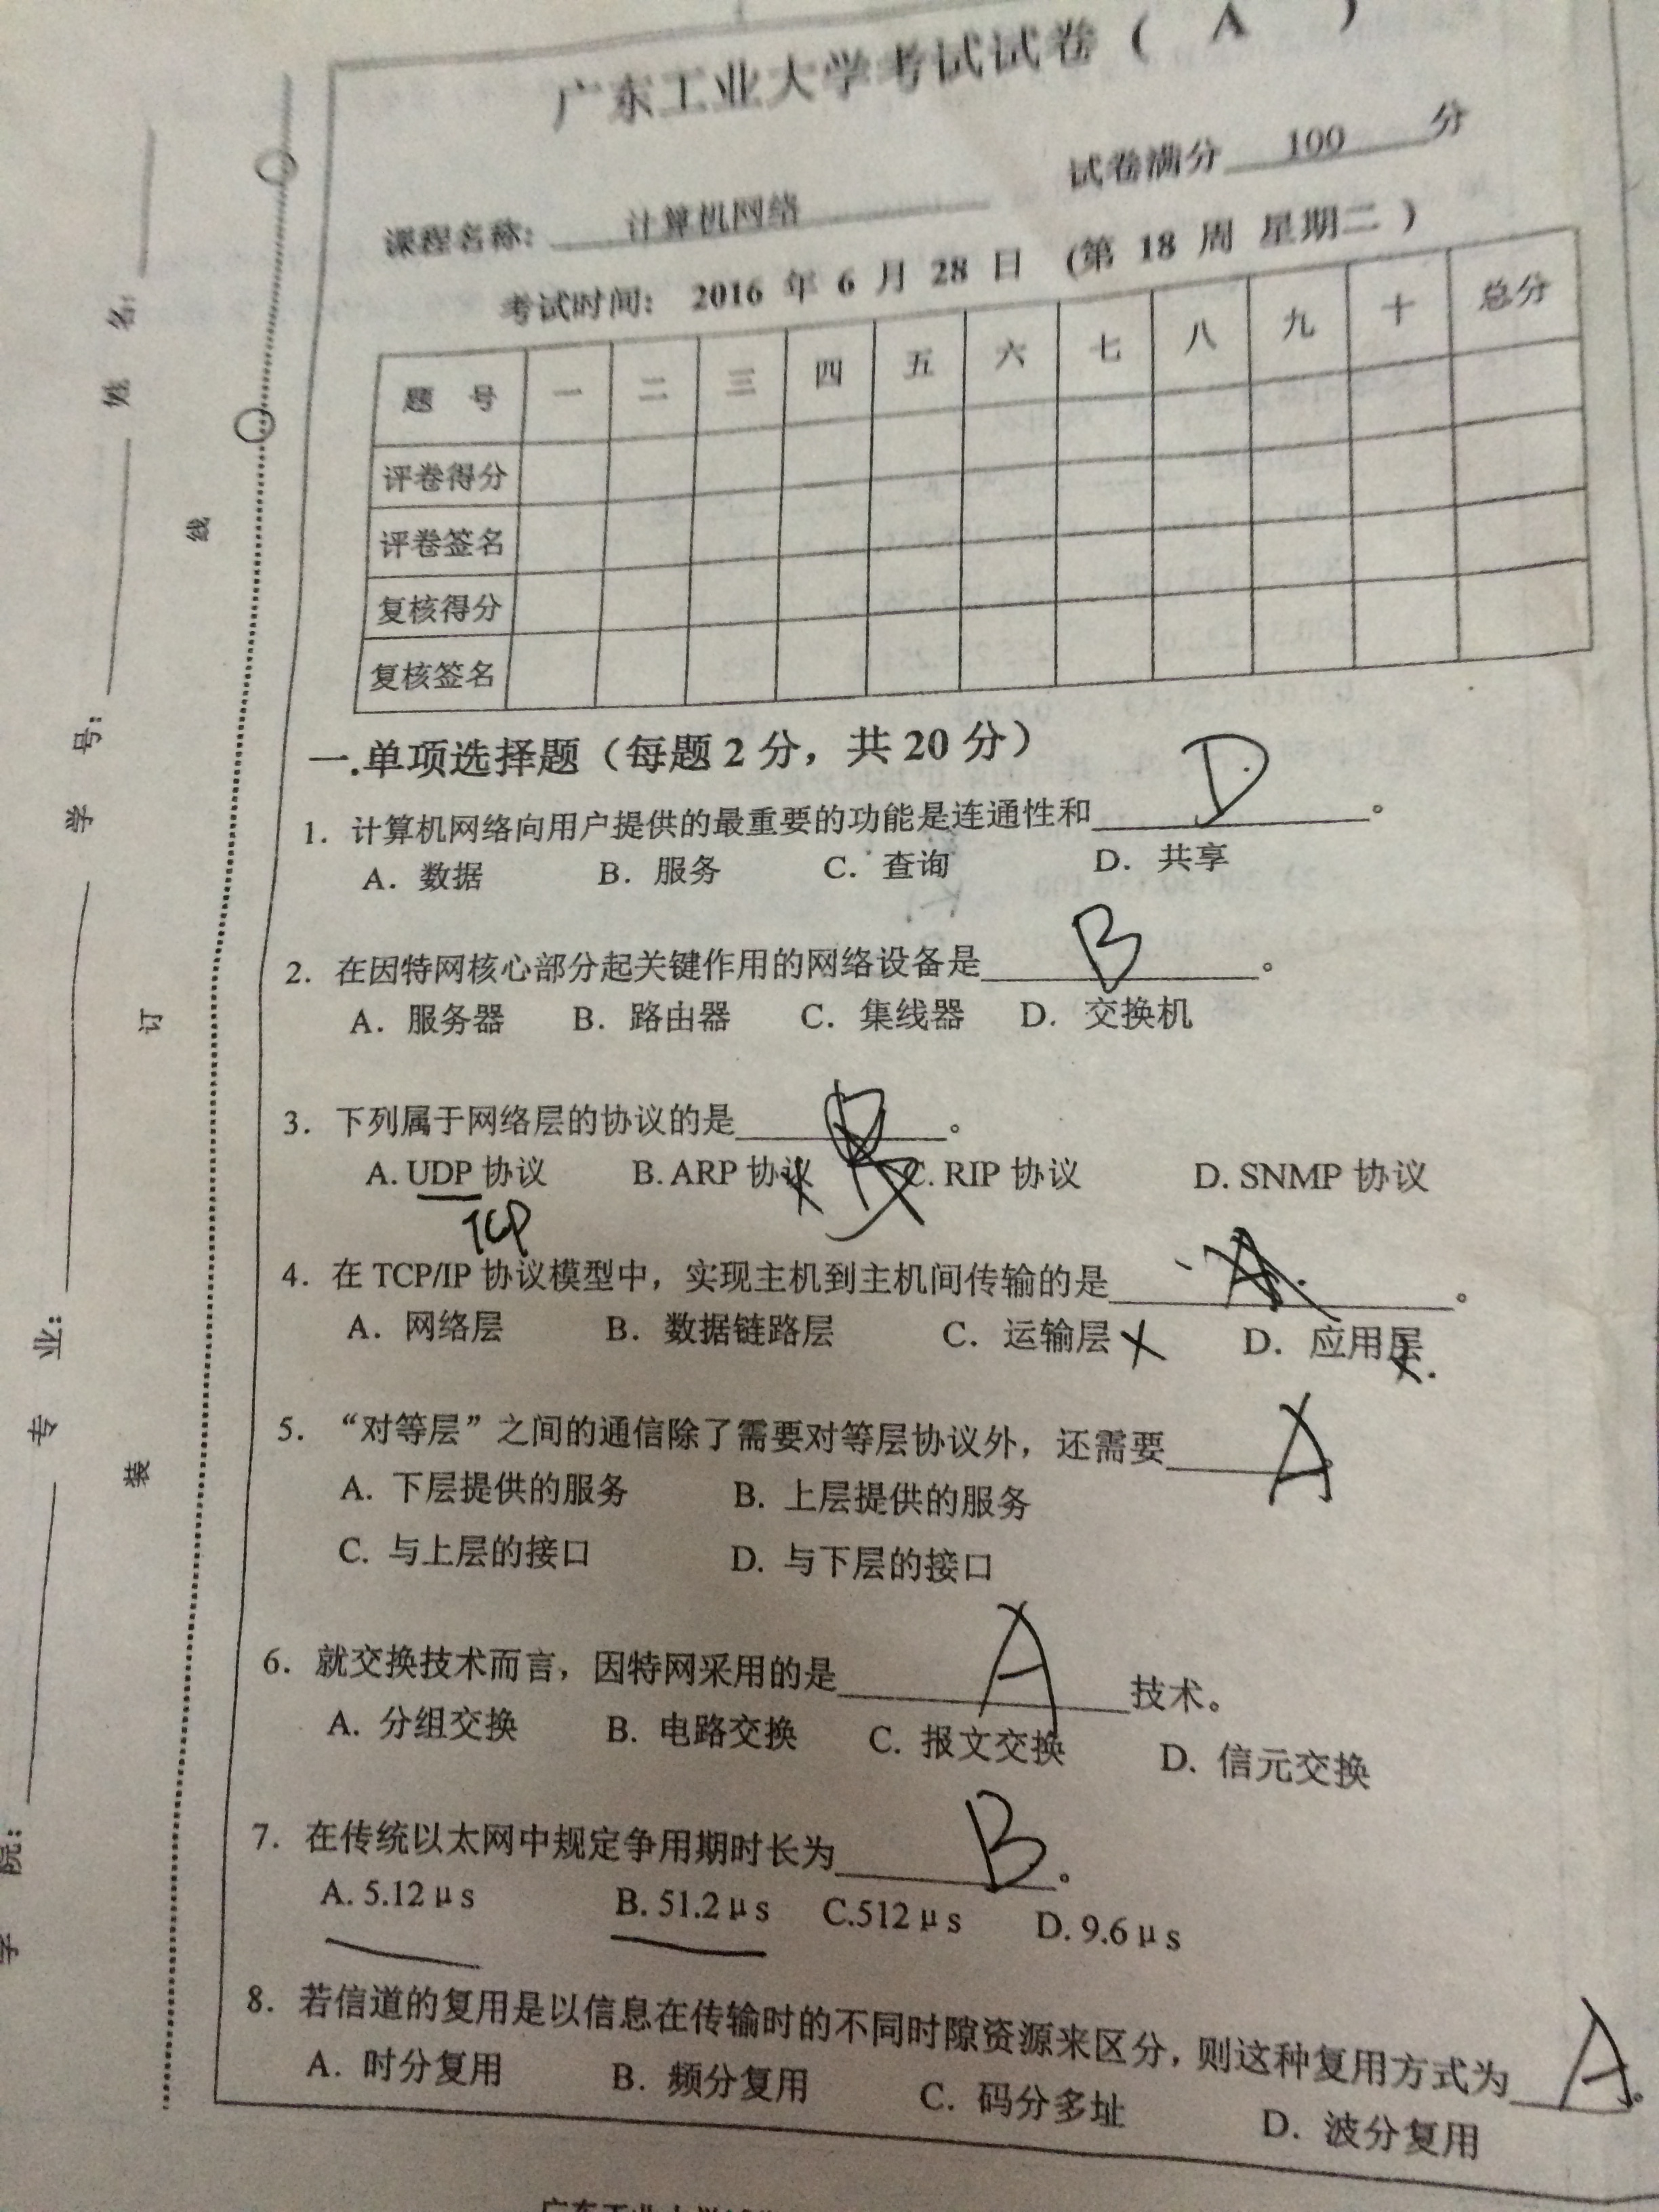 广东工业大学考试试卷 ( A )
课程名称: 计算机网络 试卷满分 100 分
考试时间: 2016 年 6 月 28 日 (第 18 周 星期二 )
题 号 一 二 三 四 五 六 七 八 九 十 总分
评卷得分
评卷签名
复核得分
复核签名
一.单项选择题（每题 2 分，共 20 分）
1. 计算机网络向用户提供的最重要的功能是连通性和 D 。
A. 数据 B. 服务 C. 查询 D. 共享
2. 在因特网核心部分起关键作用的网络设备是 B 。
A. 服务器 B. 路由器 C. 集线器 D. 交换机
3. 下列属于网络层的协议的是 。
A. UDP 协议 B. ARP 协议 C. RIP 协议 D. SNMP 协议
TCP
4. 在 TCP/IP 协议模型中，实现主机到主机间传输的是 A 。
A. 网络层 B. 数据链路层 C. 运输层 × D. 应用层 ×
5. “对等层”之间的通信除了需要对等层协议外，还需要 A
A. 下层提供的服务 B. 上层提供的服务
C. 与上层的接口 D. 与下层的接口
6. 就交换技术而言，因特网采用的是 A 技术。
A. 分组交换 B. 电路交换 C. 报文交换 D. 信元交换
7. 在传统以太网中规定争用期时长为 B 。
A. 5.12 μs B. 51.2 μs C.512 μs D. 9.6 μs
8. 若信道的复用是以信息在传输时的不同时隙资源来区分，则这种复用方式为 A 。
A. 时分复用 B. 频分复用 C. 码分多址 D. 波分复用
姓 名:
学 号:
专 业:
学 院:
线
订
装